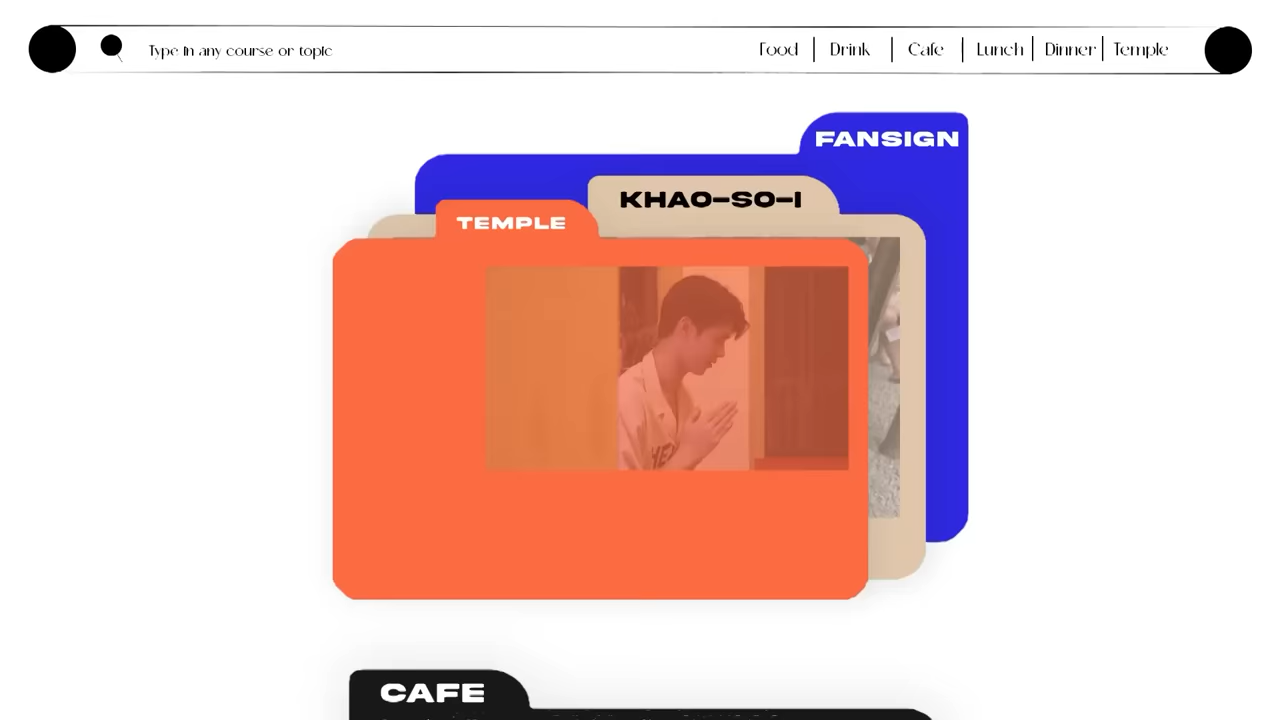 Type in any course or topic
Food | Drink | Cafe | Lunch | Dinner | Temple
FANSIGN
KHAO-SO-I
TEMPLE
CAFE